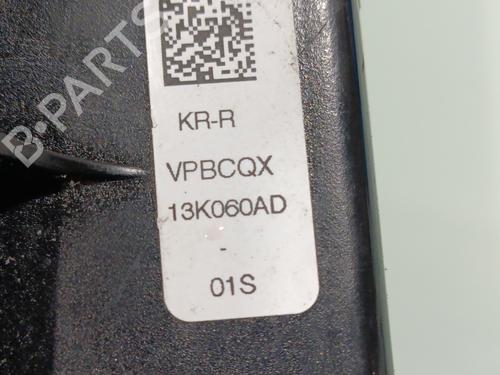 B-PARTS
KR-R
VPBCQX
13K060AD
-
01S